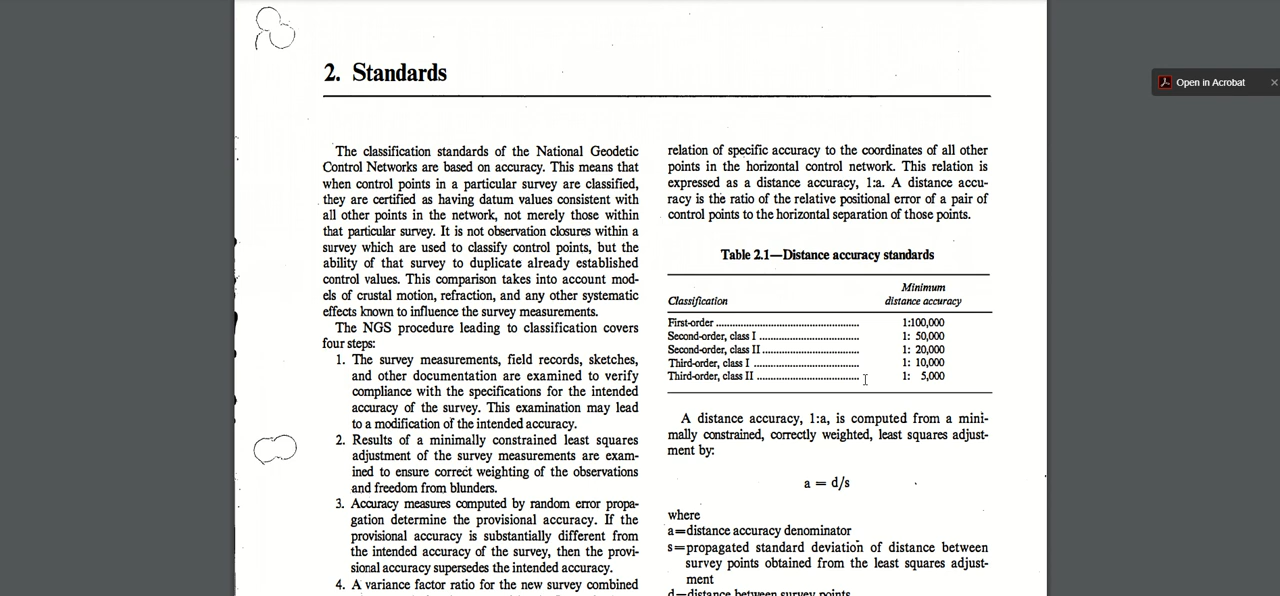 2. Standards
Open in Acrobat
The classification standards of the National Geodetic
Control Networks are based on accuracy. This means that
when control points in a particular survey are classified,
they are certified as having datum values consistent with
all other points in the network, not merely those within
that particular survey. It is not observation closures within a
survey which are used to classify control points, but the
ability of that survey to duplicate already established
control values. This comparison takes into account mod-
els of crustal motion, refraction, and any other systematic
effects known to influence the survey measurements.
The NGS procedure leading to classification covers
four steps:
1. The survey measurements, field records, sketches,
and other documentation are examined to verify
compliance with the specifications for the intended
accuracy of the survey. This examination may lead
to a modification of the intended accuracy.
2. Results of a minimally constrained least squares
adjustment of the survey measurements are exam-
ined to ensure correct weighting of the observations
and freedom from blunders.
3. Accuracy measures computed by random error propa-
gation determine the provisional accuracy. If the
provisional accuracy is substantially different from
the intended accuracy of the survey, then the provi-
sional accuracy supersedes the intended accuracy.
4. A variance factor ratio for the new survey combined
relation of specific accuracy to the coordinates of all other
points in the horizontal control network. This relation is
expressed as a distance accuracy, 1:a. A distance accu-
racy is the ratio of the relative positional error of a pair of
control points to the horizontal separation of those points.
Table 2.1—Distance accuracy standards
Minimum
Classification distance accuracy
First-order ........................................ 1:100,000
Second-order, class I ............................ 1: 50,000
Second-order, class II ........................... 1: 20,000
Third-order, class I .............................. 1: 10,000
Third-order, class II ............................. 1: 5,000
A distance accuracy, 1:a, is computed from a mini-
mally constrained, correctly weighted, least squares adjust-
ment by:
a = d/s
where
a=distance accuracy denominator
s=propagated standard deviation of distance between
survey points obtained from the least squares adjust-
ment
d=distance between survey points